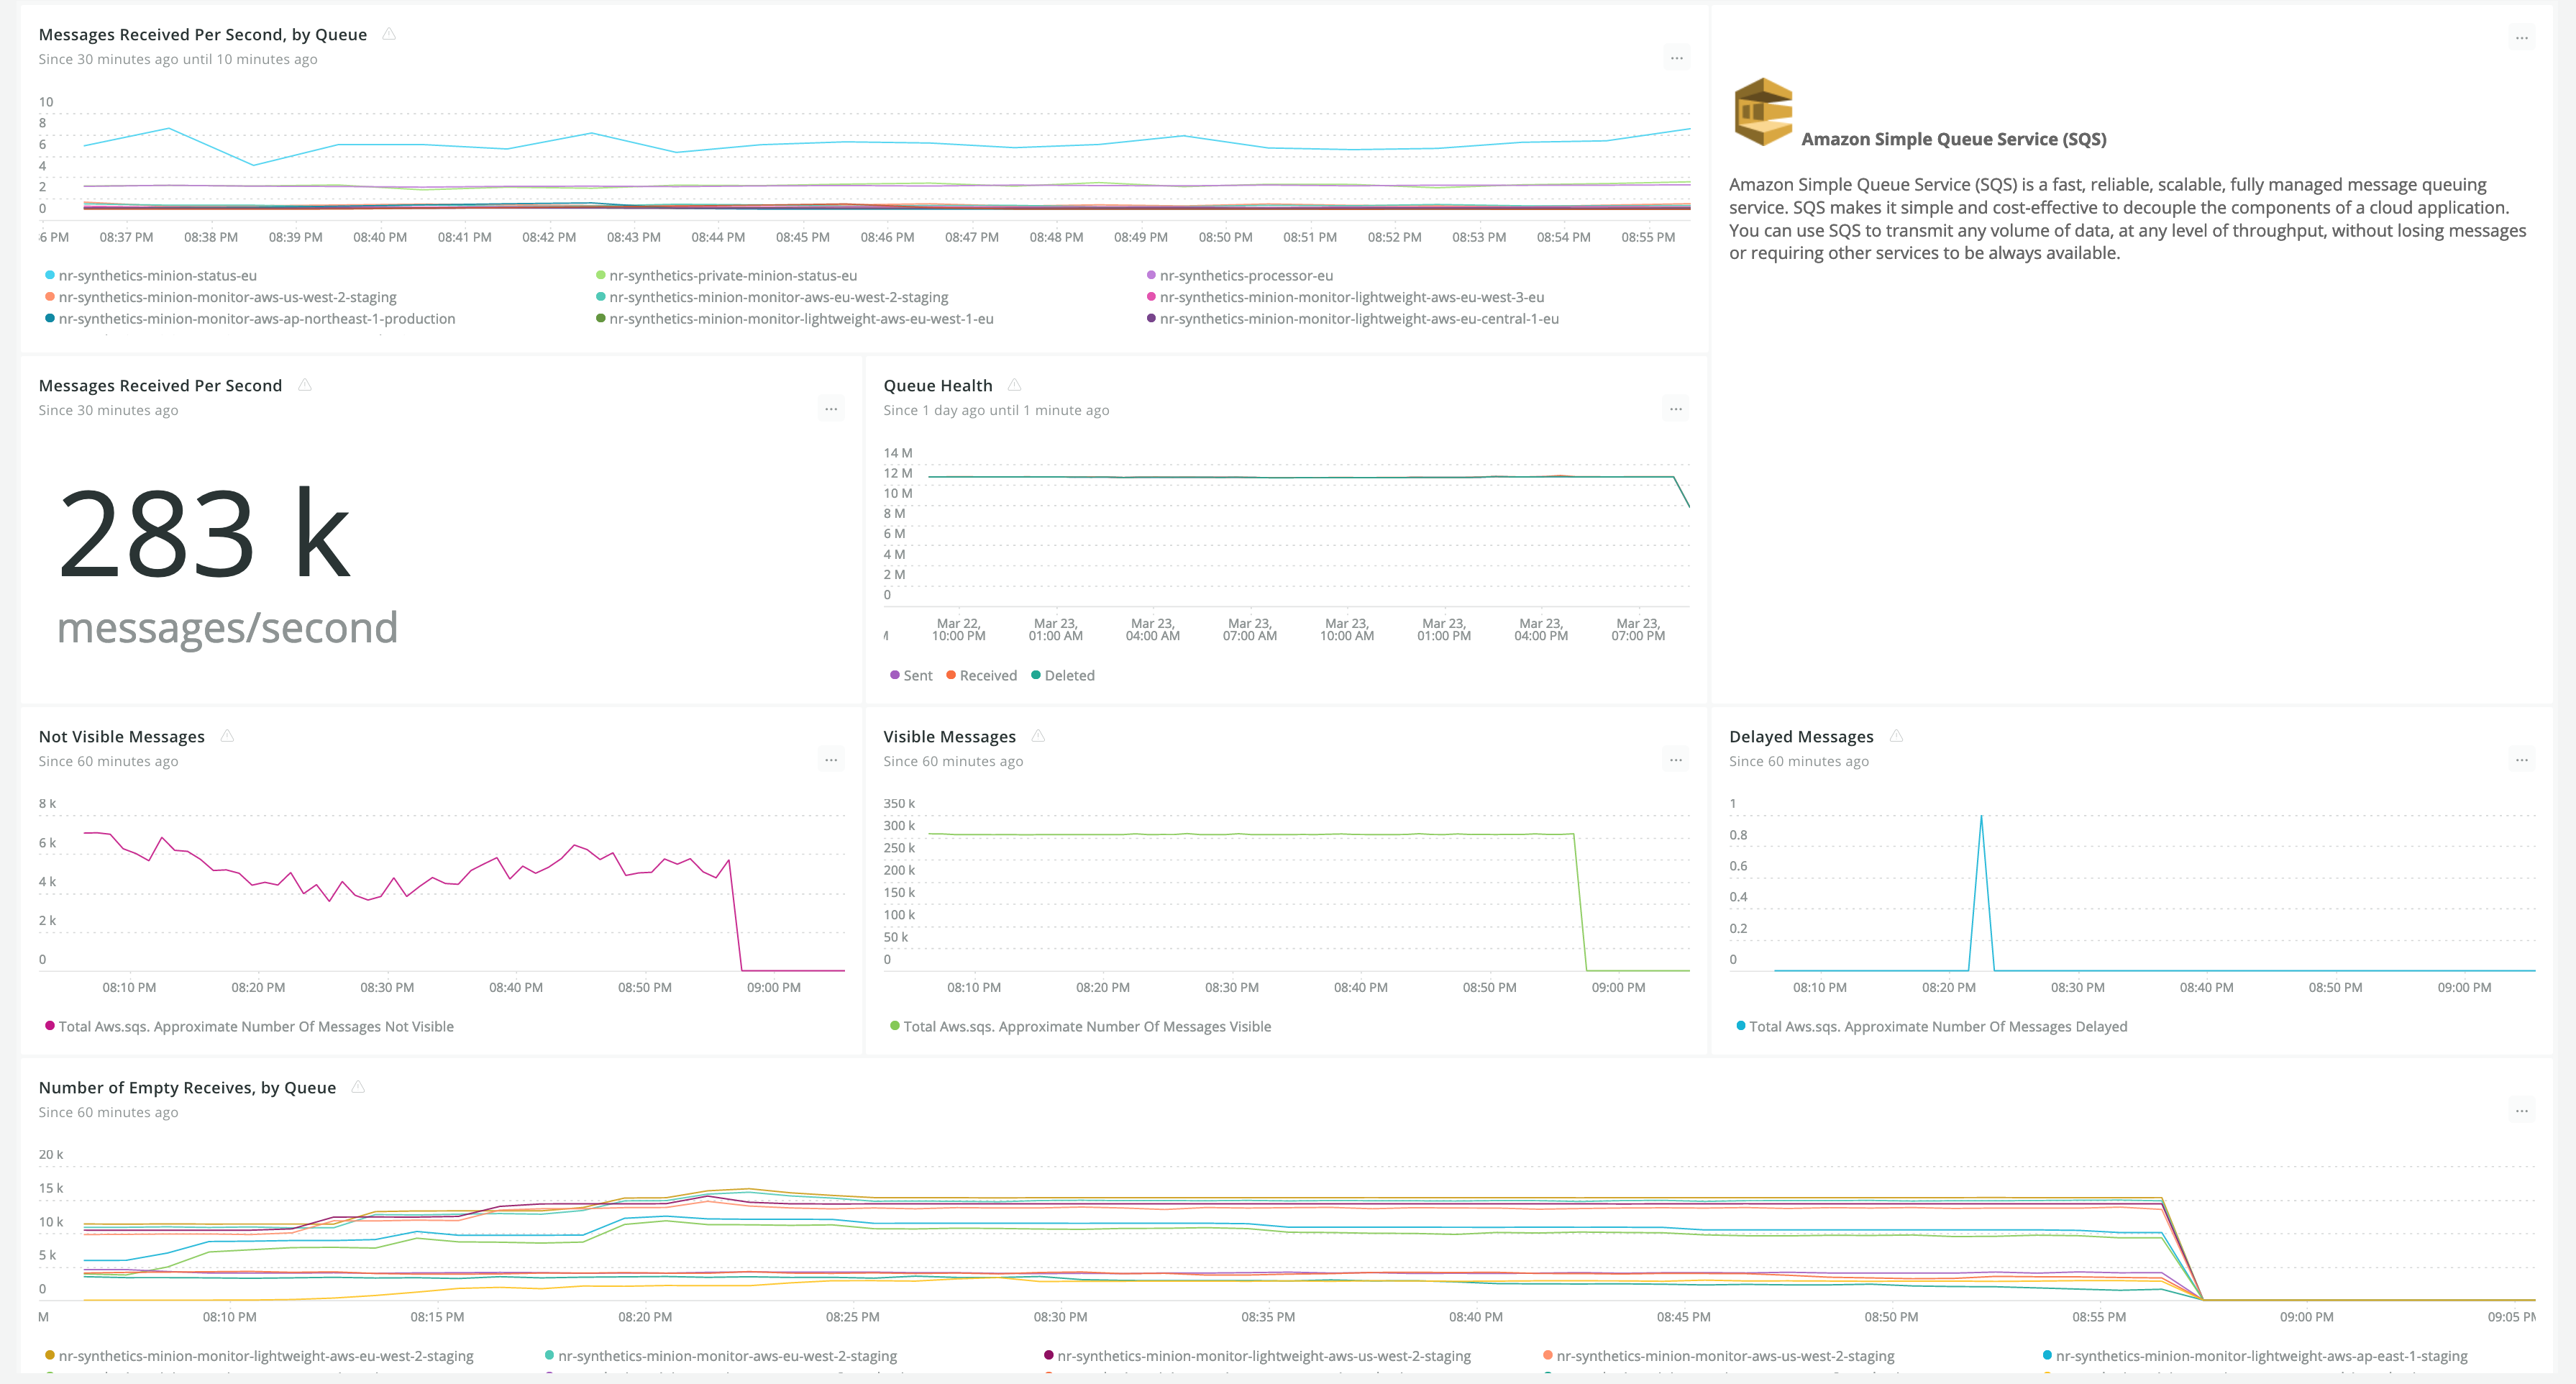 Messages Received Per Second, by Queue
Since 30 minutes ago until 10 minutes ago
...
10
8
6
4
2
0
6 PM 08:37 PM 08:38 PM 08:39 PM 08:40 PM 08:41 PM 08:42 PM 08:43 PM 08:44 PM 08:45 PM 08:46 PM 08:47 PM 08:48 PM 08:49 PM 08:50 PM 08:51 PM 08:52 PM 08:53 PM 08:54 PM 08:55 PM
nr-synthetics-minion-status-eu nr-synthetics-private-minion-status-eu nr-synthetics-processor-eu
nr-synthetics-minion-monitor-aws-us-west-2-staging nr-synthetics-minion-monitor-aws-eu-west-2-staging nr-synthetics-minion-monitor-lightweight-aws-eu-west-3-eu
nr-synthetics-minion-monitor-aws-ap-northeast-1-production nr-synthetics-minion-monitor-lightweight-aws-eu-west-1-eu nr-synthetics-minion-monitor-lightweight-aws-eu-central-1-eu
...
Amazon Simple Queue Service (SQS)
Amazon Simple Queue Service (SQS) is a fast, reliable, scalable, fully managed message queuing
service. SQS makes it simple and cost-effective to decouple the components of a cloud application.
You can use SQS to transmit any volume of data, at any level of throughput, without losing messages
or requiring other services to be always available.
Messages Received Per Second
Since 30 minutes ago
...
283 k
messages/second
Queue Health
Since 1 day ago until 1 minute ago
...
14 M
12 M
10 M
8 M
6 M
4 M
2 M
0
Mar 22, Mar 23, Mar 23, Mar 23, Mar 23, Mar 23, Mar 23, Mar 23,
M 10:00 PM 01:00 AM 04:00 AM 07:00 AM 10:00 AM 01:00 PM 04:00 PM 07:00 PM
Sent Received Deleted
Not Visible Messages
Since 60 minutes ago
...
8 k
6 k
4 k
2 k
0
08:10 PM 08:20 PM 08:30 PM 08:40 PM 08:50 PM 09:00 PM
Total Aws.sqs. Approximate Number Of Messages Not Visible
Visible Messages
Since 60 minutes ago
...
350 k
300 k
250 k
200 k
150 k
100 k
50 k
0
08:10 PM 08:20 PM 08:30 PM 08:40 PM 08:50 PM 09:00 PM
Total Aws.sqs. Approximate Number Of Messages Visible
Delayed Messages
Since 60 minutes ago
...
1
0.8
0.6
0.4
0.2
0
08:10 PM 08:20 PM 08:30 PM 08:40 PM 08:50 PM 09:00 PM
Total Aws.sqs. Approximate Number Of Messages Delayed
Number of Empty Receives, by Queue
Since 60 minutes ago
...
20 k
15 k
10 k
5 k
0
M 08:10 PM 08:15 PM 08:20 PM 08:25 PM 08:30 PM 08:35 PM 08:40 PM 08:45 PM 08:50 PM 08:55 PM 09:00 PM 09:05 PM
nr-synthetics-minion-monitor-lightweight-aws-eu-west-2-staging nr-synthetics-minion-monitor-aws-eu-west-2-staging nr-synthetics-minion-monitor-lightweight-aws-us-west-2-staging nr-synthetics-minion-monitor-aws-us-west-2-staging nr-synthetics-minion-monitor-lightweight-aws-ap-east-1-staging